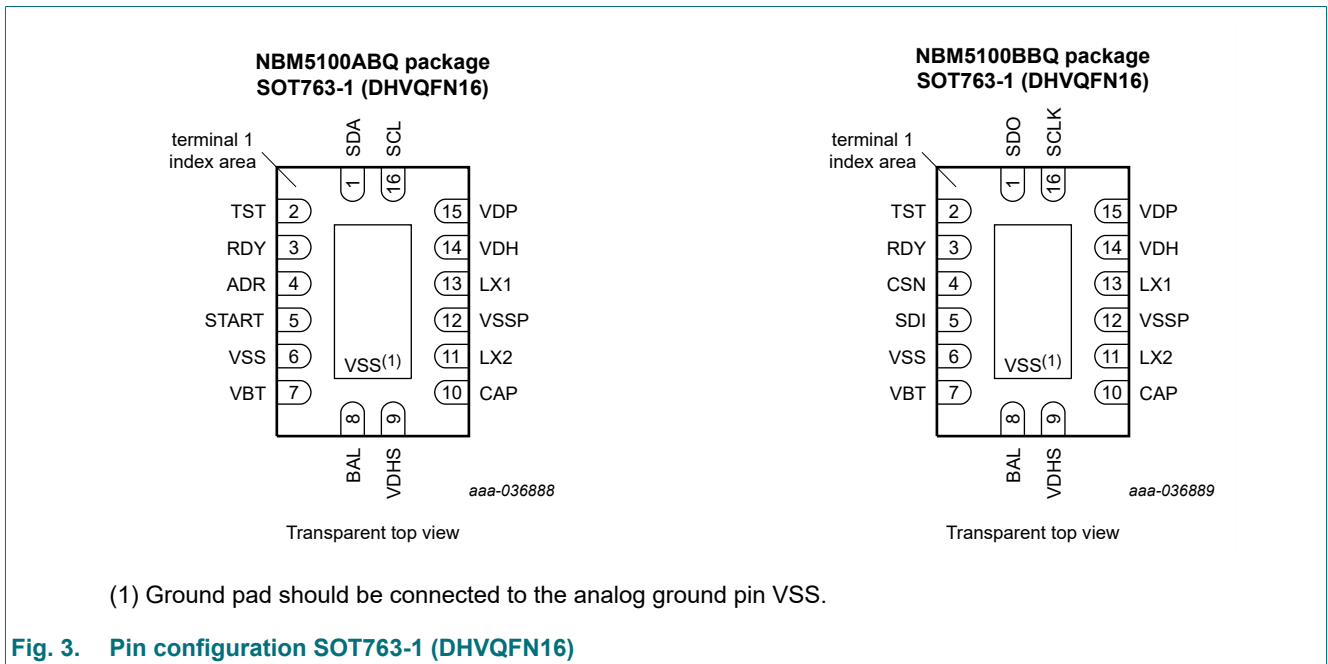 NBM5100ABQ package
SOT763-1 (DHVQFN16)
terminal 1
index area
SDA
SCL
1
16
TST 2
15 VDP
RDY 3
14 VDH
ADR 4
13 LX1
START 5
12 VSSP
VSS 6
11 LX2
VBT 7
10 CAP
VSS(1)
8
9
BAL
VDHS
aaa-036888
Transparent top view
NBM5100BBQ package
SOT763-1 (DHVQFN16)
terminal 1
index area
SDO
SCLK
1
16
TST 2
15 VDP
RDY 3
14 VDH
CSN 4
13 LX1
SDI 5
12 VSSP
VSS 6
11 LX2
VBT 7
10 CAP
VSS(1)
8
9
BAL
VDHS
aaa-036889
Transparent top view
(1) Ground pad should be connected to the analog ground pin VSS.
Fig. 3. Pin configuration SOT763-1 (DHVQFN16)